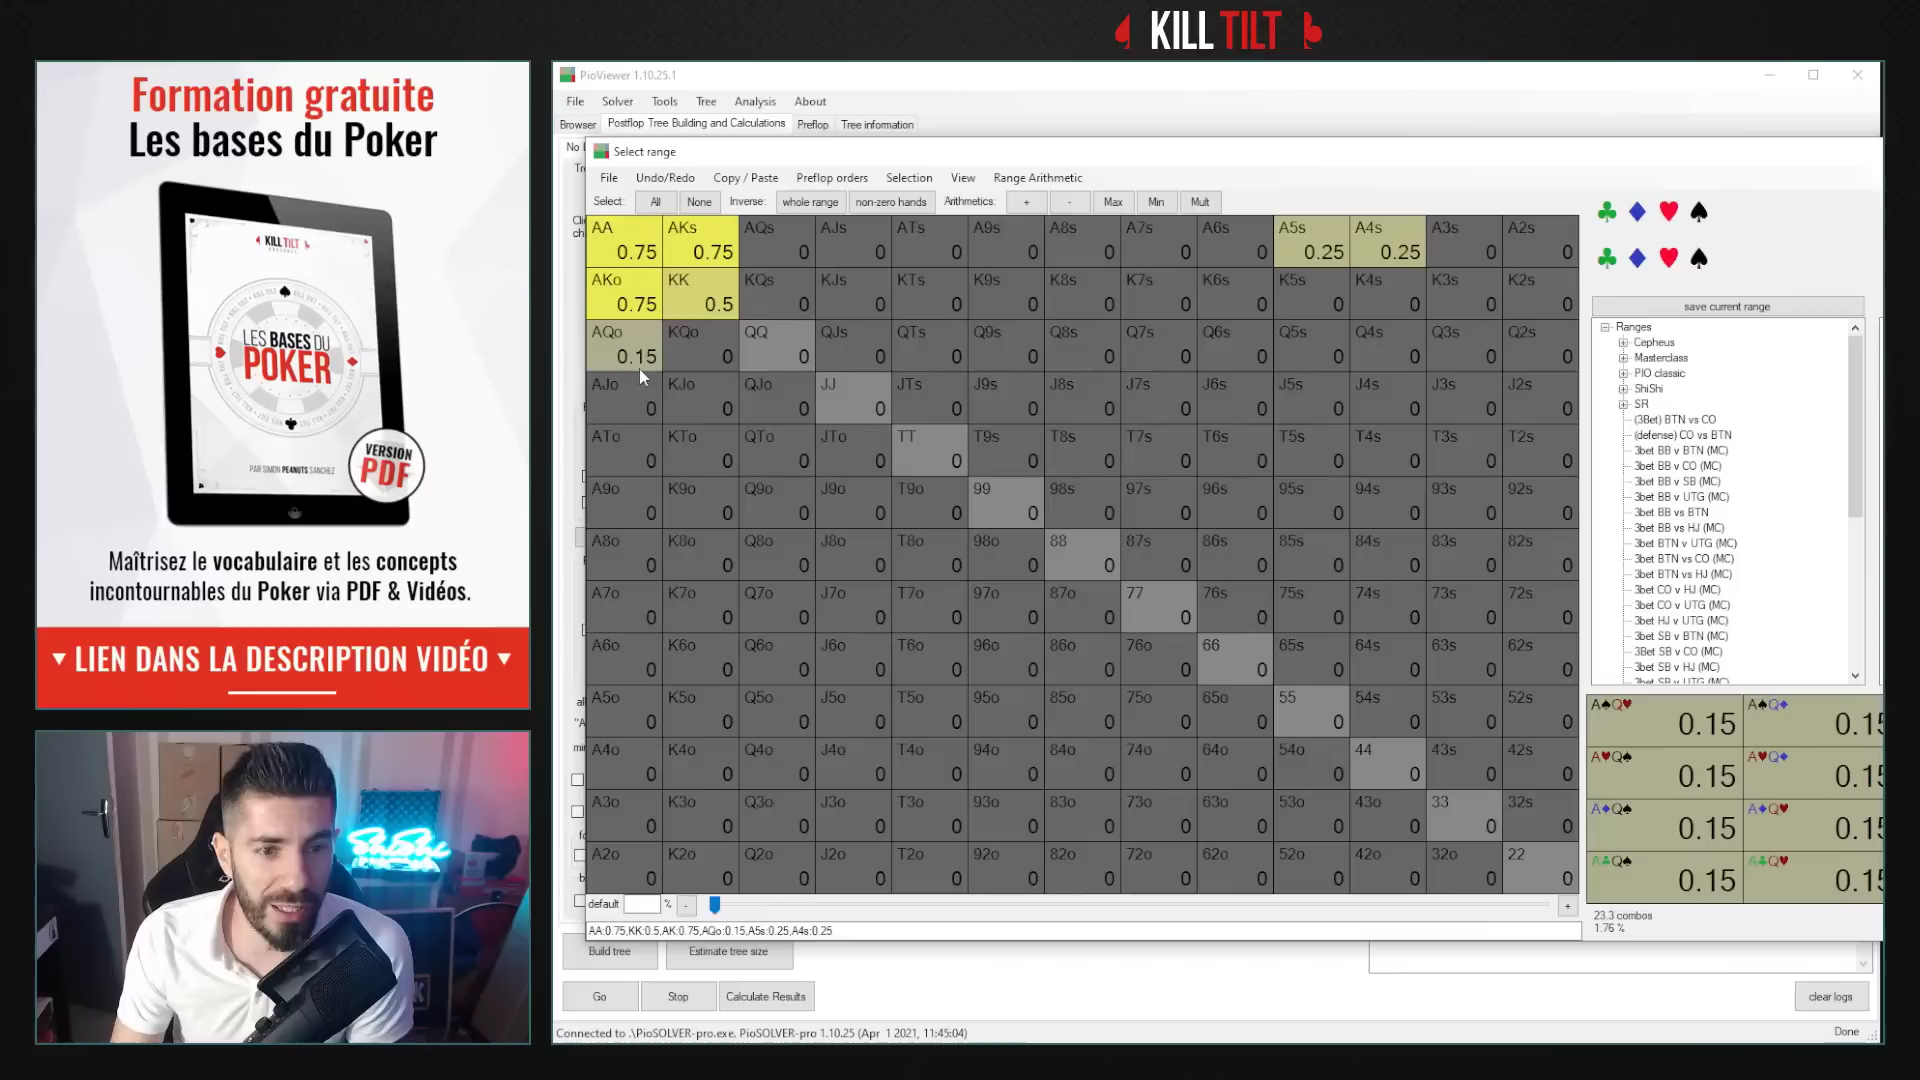 KILL TILT
Formation gratuite
Les bases du Poker
KILL TILT
LES BASES DU
POKER
PAR SIMON PE4NUTS SANCHEZ
VERSION
PDF
Maîtrisez le vocabulaire et les concepts
incontournables du Poker via PDF & Vidéos.
▼ LIEN DANS LA DESCRIPTION VIDÉO ▼
ShiShi
PioViewer 1.10.25.1
File Solver Tools Tree Analysis About
Browser Postflop Tree Building and Calculations Preflop Tree information
Select range
File Undo/Redo Copy / Paste Preflop orders Selection View Range Arithmetic
Select: All None Inverse: whole range non-zero hands Arithmetics: + - Max Min Mult
AA AKs AQs AJs ATs A9s A8s A7s A6s A5s A4s A3s A2s
0.75 0.75 0 0 0 0 0 0 0 0.25 0.25 0 0
AKo KK KQs KJs KTs K9s K8s K7s K6s K5s K4s K3s K2s
0.75 0.5 0 0 0 0 0 0 0 0 0 0 0
AQo KQo QQ QJs QTs Q9s Q8s Q7s Q6s Q5s Q4s Q3s Q2s
0.15 0 0 0 0 0 0 0 0 0 0 0 0
AJo KJo QJo JJ JTs J9s J8s J7s J6s J5s J4s J3s J2s
0 0 0 0 0 0 0 0 0 0 0 0 0
ATo KTo QTo JTo TT T9s T8s T7s T6s T5s T4s T3s T2s
0 0 0 0 0 0 0 0 0 0 0 0 0
A9o K9o Q9o J9o T9o 99 98s 97s 96s 95s 94s 93s 92s
0 0 0 0 0 0 0 0 0 0 0 0 0
A8o K8o Q8o J8o T8o 98o 88 87s 86s 85s 84s 83s 82s
0 0 0 0 0 0 0 0 0 0 0 0 0
A7o K7o Q7o J7o T7o 97o 87o 77 76s 75s 74s 73s 72s
0 0 0 0 0 0 0 0 0 0 0 0 0
A6o K6o Q6o J6o T6o 96o 86o 76o 66 65s 64s 63s 62s
0 0 0 0 0 0 0 0 0 0 0 0 0
A5o K5o Q5o J5o T5o 95o 85o 75o 65o 55 54s 53s 52s
0 0 0 0 0 0 0 0 0 0 0 0 0
A4o K4o Q4o J4o T4o 94o 84o 74o 64o 54o 44 43s 42s
0 0 0 0 0 0 0 0 0 0 0 0 0
A3o K3o Q3o J3o T3o 93o 83o 73o 63o 53o 43o 33 32s
0 0 0 0 0 0 0 0 0 0 0 0 0
A2o K2o Q2o J2o T2o 92o 82o 72o 62o 52o 42o 32o 22
0 0 0 0 0 0 0 0 0 0 0 0 0
default % - +
AA:0.75,KK:0.5,AK:0.75,AQo:0.15,A5s:0.25,A4s:0.25
♣ ♦ ♥ ♠
♣ ♦ ♥ ♠
save current range
Ranges
Cepheus
Masterclass
PIO classic
ShiShi
SR
(3Bet) BTN vs CO
(defense) CO vs BTN
3bet BB v BTN (MC)
3bet BB v CO (MC)
3bet BB v SB (MC)
3bet BB v UTG (MC)
3bet BB vs BTN
3bet BB vs HJ (MC)
3bet BTN v UTG (MC)
3bet BTN vs CO (MC)
3bet BTN vs HJ (MC)
3bet CO v HJ (MC)
3bet CO v UTG (MC)
3bet HJ v UTG (MC)
3bet SB v BTN (MC)
3Bet SB v CO (MC)
3bet SB v HJ (MC)
3bet SB v UTG (MC)
A♠Q♥ 0.15 A♠Q♦ 0.15
A♥Q♠ 0.15 A♥Q♦ 0.15
A♦Q♠ 0.15 A♦Q♥ 0.15
A♣Q♠ 0.15 A♣Q♥ 0.15
23.3 combos
1.76 %
Build tree Estimate tree size
Go Stop Calculate Results clear logs
Connected to .\PioSOLVER-pro.exe. PioSOLVER-pro 1.10.25 (Apr 1 2021, 11:45:04) Done